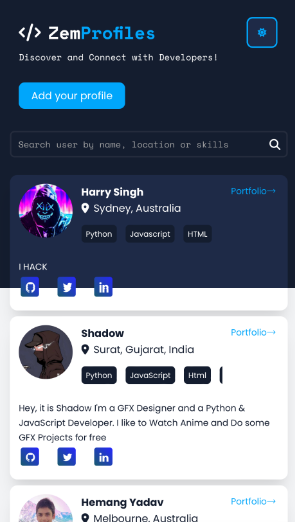 </> ZemProfiles
Discover and Connect with Developers!
Add your profile
Search user by name, location or skills
Harry Singh
Portfolio→
Sydney, Australia
Python Javascript HTML
I HACK
Shadow
Portfolio→
Surat, Gujarat, India
Python JavaScript Html
Hey, it is Shadow I'm a GFX Designer and a Python &
JavaScript Developer. I like to Watch Anime and Do some
GFX Projects for free
Hemang Yadav
Portfolio→
Melbourne, Australia